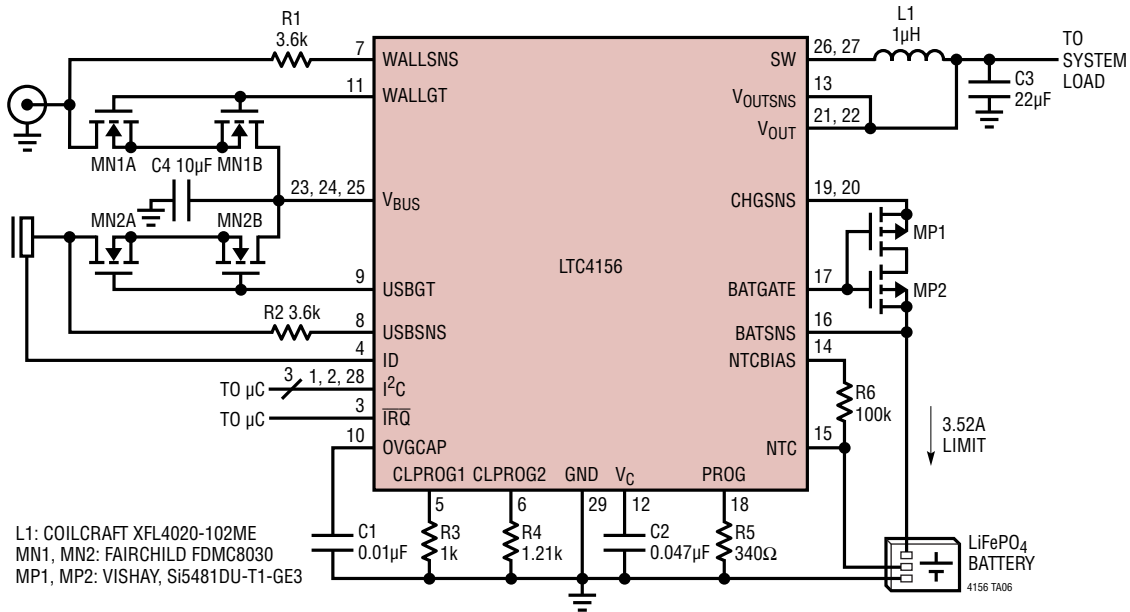 L1
1µH
R1
3.6k
7
WALLSNS
SW
26, 27
TO
SYSTEM
LOAD
11
WALLGT
13
VOUTSNS
C3
22µF
21, 22
VOUT
MN1A
MN1B
C4 10µF
23, 24, 25
VBUS
CHGSNS
19, 20
MN2A
MN2B
MP1
LTC4156
9
USBGT
BATGATE
17
MP2
R2 3.6k
8
USBSNS
BATSNS
16
4
ID
NTCBIAS
14
TO µC
3
1, 2, 28
I²C
R6
100k
TO µC
3
IRQ
3.52A
LIMIT
10
OVGCAP
NTC
15
CLPROG1
CLPROG2
GND
VC
PROG
5
6
29
12
18
C1
0.01µF
R3
1k
R4
1.21k
C2
0.047µF
R5
340Ω
L1: COILCRAFT XFL4020-102ME
MN1, MN2: FAIRCHILD FDMC8030
MP1, MP2: VISHAY, Si5481DU-T1-GE3
LiFePO4
BATTERY
4156 TA06